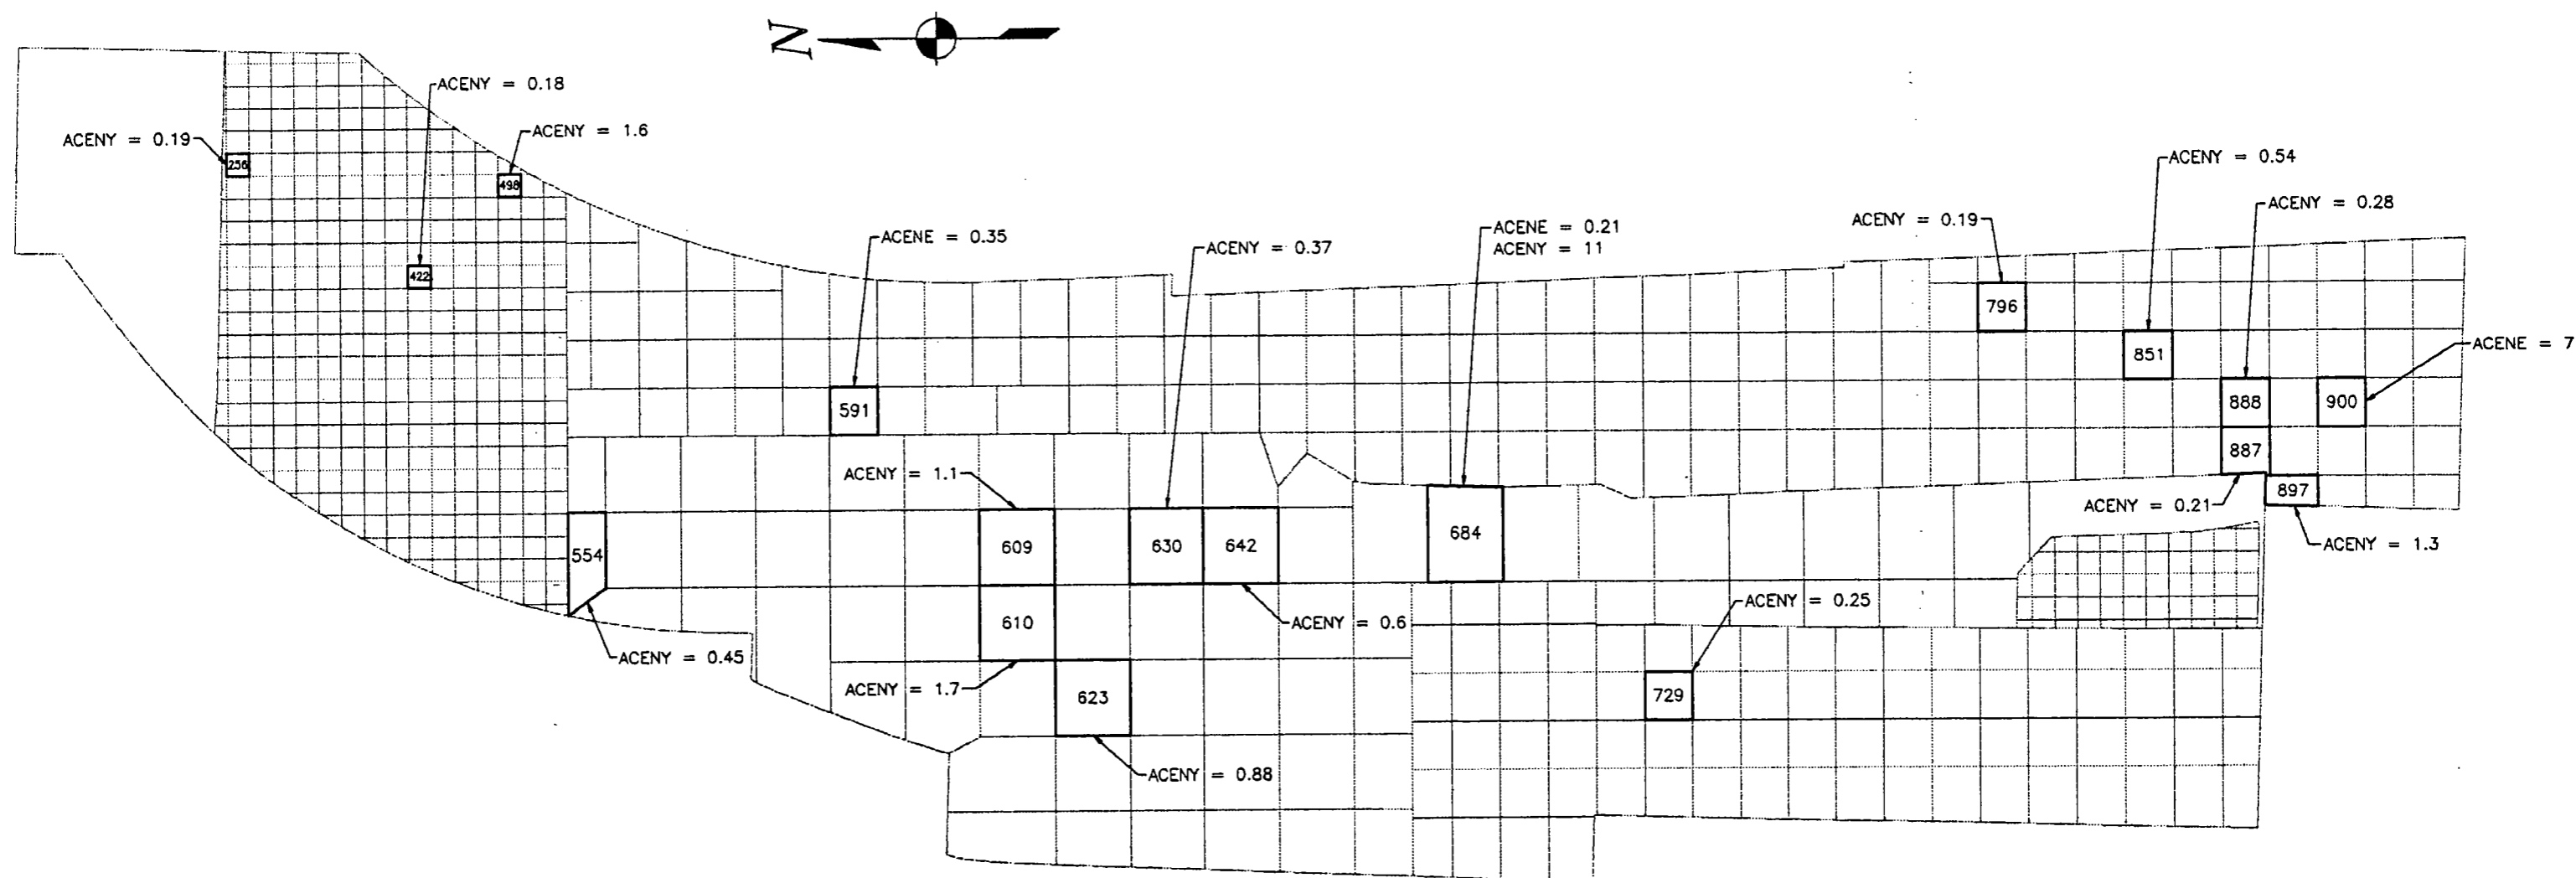 N
ACENY = 0.18
ACENY = 1.6
ACENY = 0.19
256
498
422
ACENY = 0.54
ACENY = 0.28
ACENY = 0.19
ACENE = 0.21
ACENY = 11
ACENE = 0.35
ACENY = 0.37
796
851
ACENE = 7
591
888
900
887
ACENY = 1.1
897
ACENY = 0.21
ACENY = 1.3
554
609
630
642
684
610
ACENY = 0.6
ACENY = 0.25
ACENY = 0.45
ACENY = 1.7
623
729
ACENY = 0.88